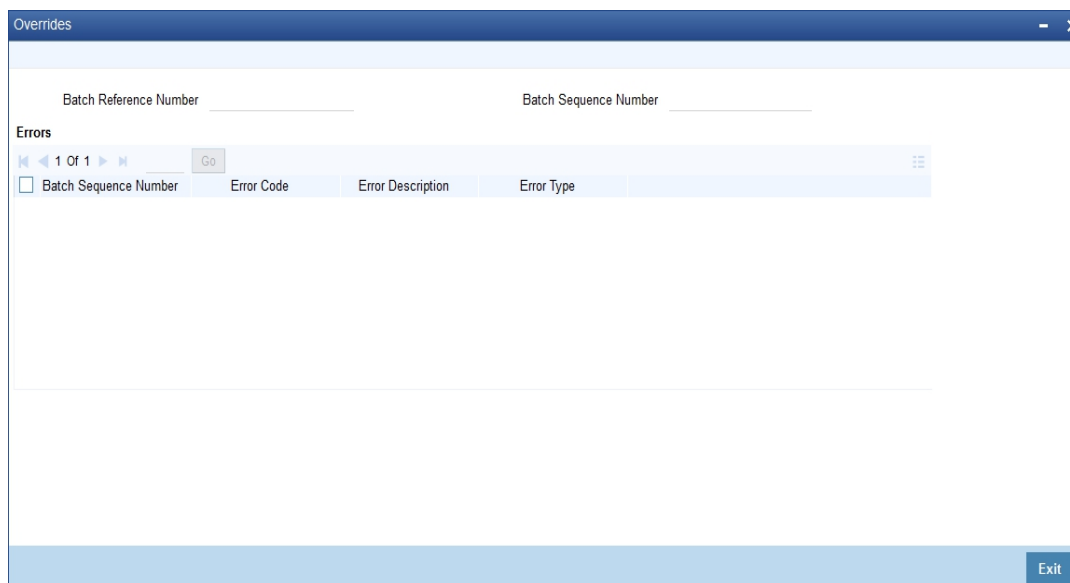 Overrides
Batch Reference Number Batch Sequence Number
Errors
1 Of 1 Go
Batch Sequence Number Error Code Error Description Error Type
Exit